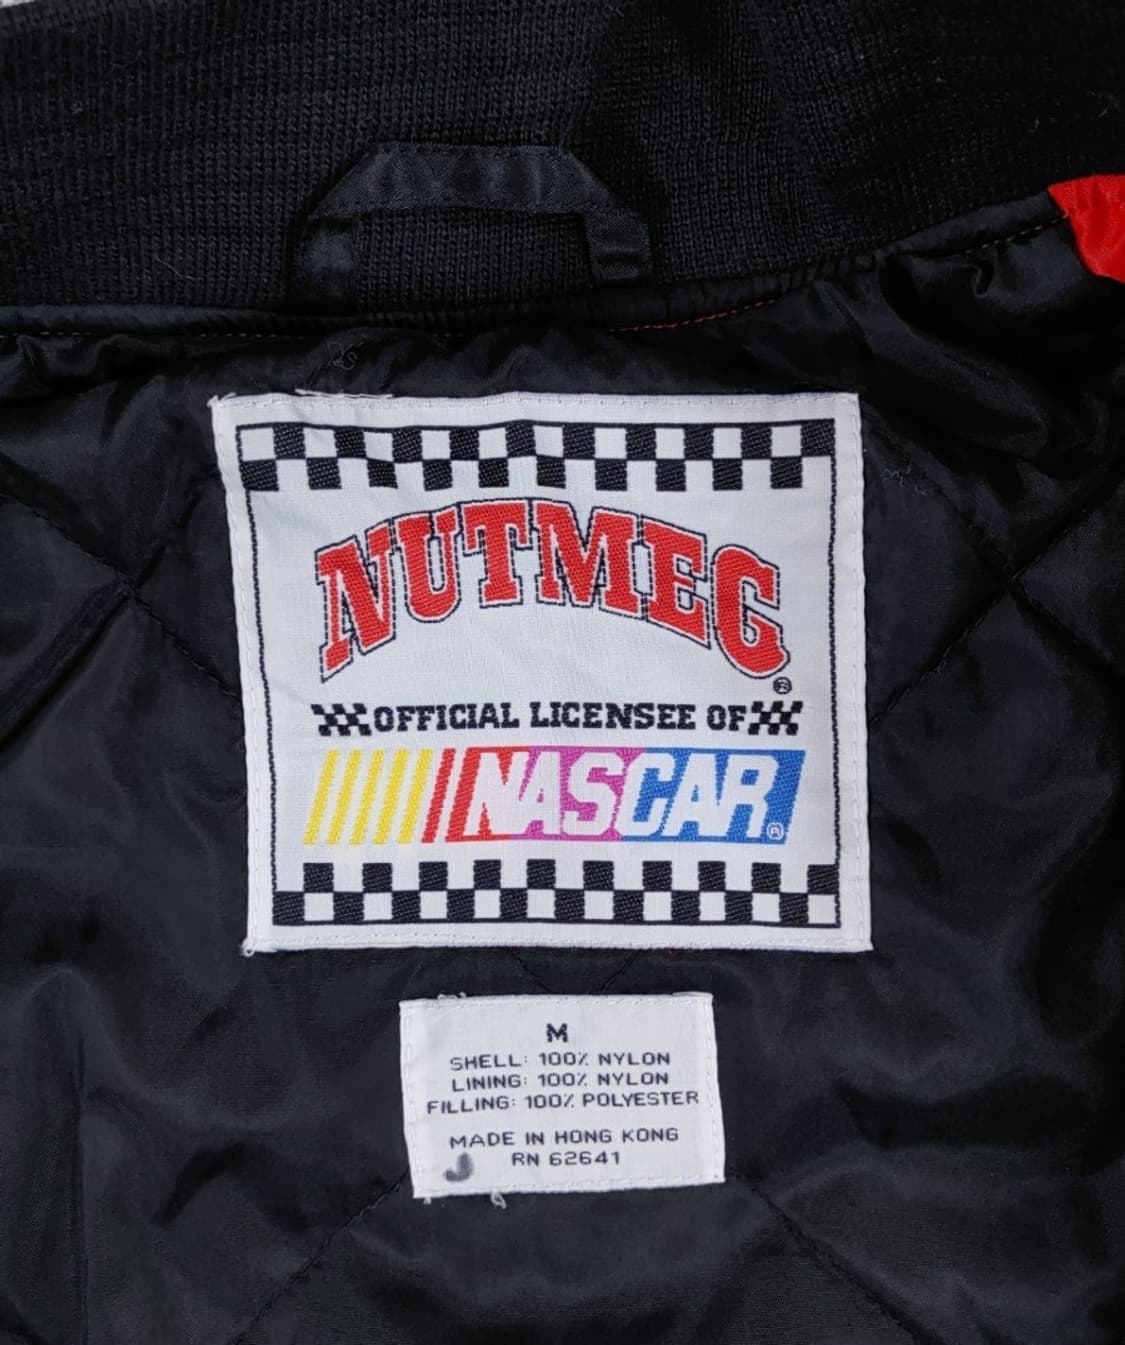 NUTMEG®
OFFICIAL LICENSEE OF
NASCAR®
M
SHELL: 100% NYLON
LINING: 100% NYLON
FILLING: 100% POLYESTER
MADE IN HONG KONG
RN 62641
J